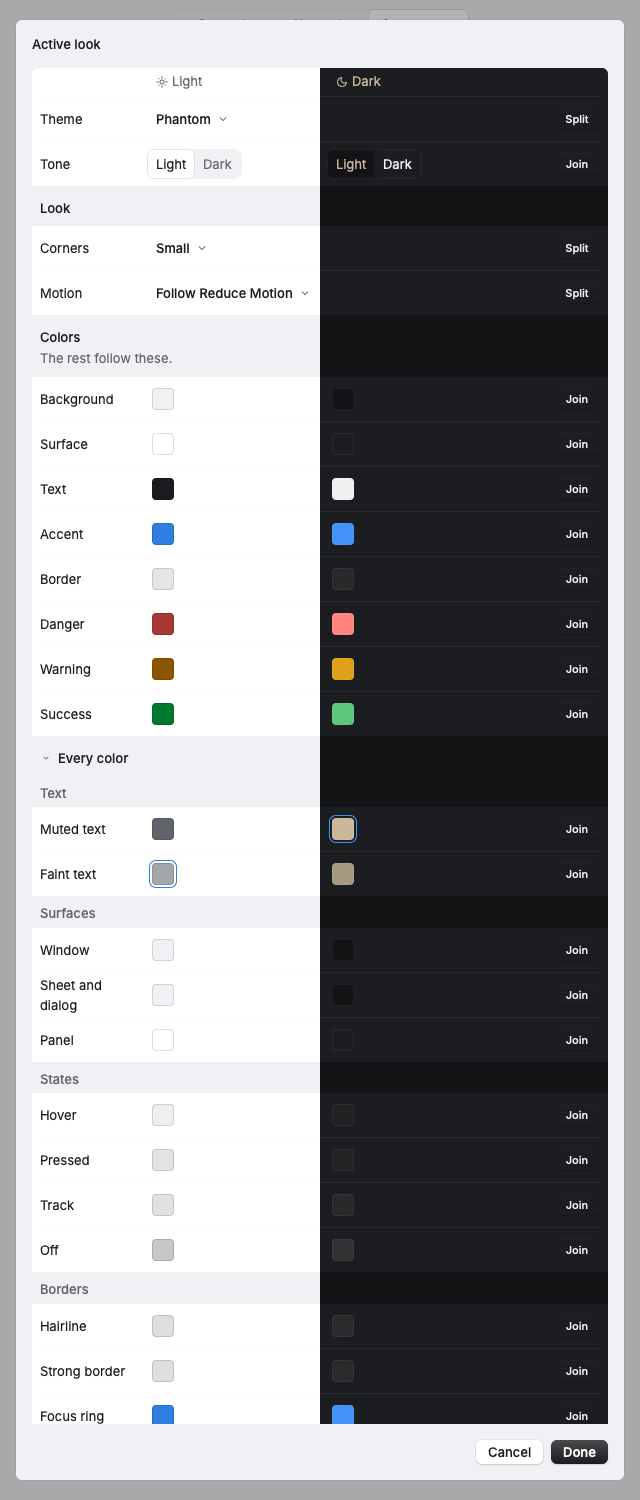 Active look
Light Dark
Theme Phantom Split
Tone Light Dark Light Dark Join
Look
Corners Small Split
Motion Follow Reduce Motion Split
Colors
The rest follow these.
Background Join
Surface Join
Text Join
Accent Join
Border Join
Danger Join
Warning Join
Success Join
Every color
Text
Muted text Join
Faint text Join
Surfaces
Window Join
Sheet and
dialog Join
Panel Join
States
Hover Join
Pressed Join
Track Join
Off Join
Borders
Hairline Join
Strong border Join
Focus ring Join
Cancel Done